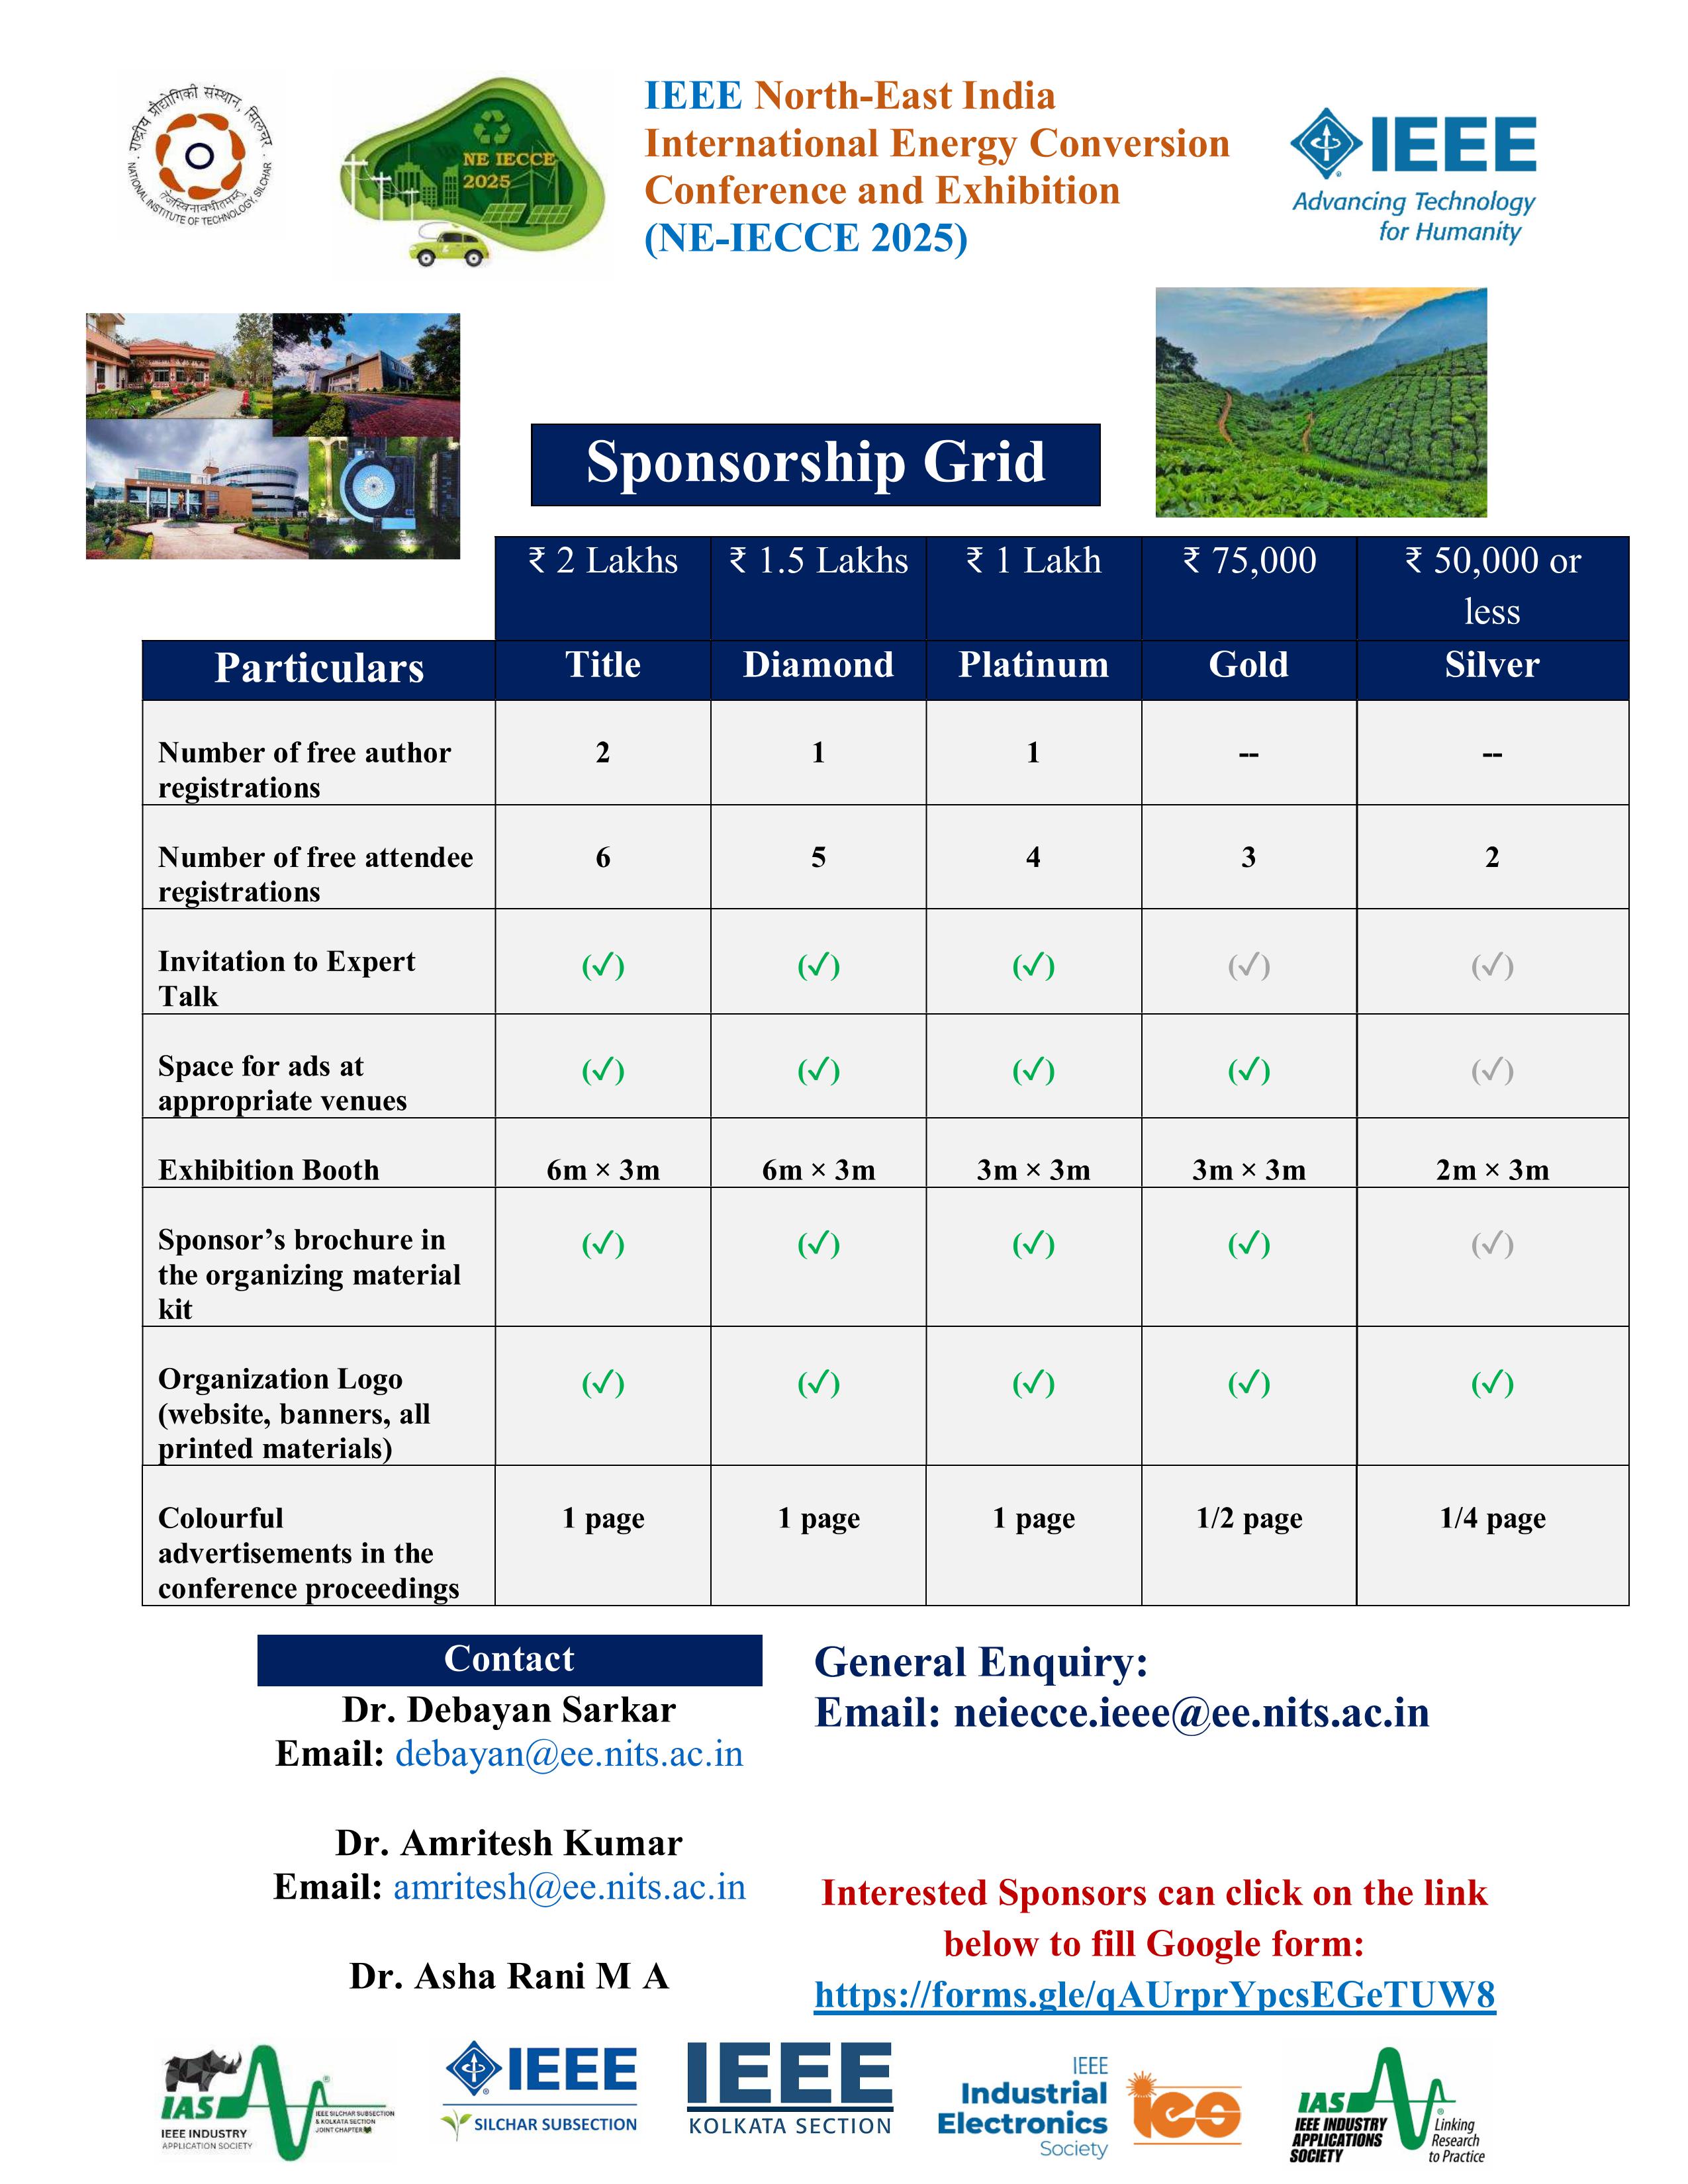 राष्ट्रीय प्रौद्योगिकी संस्थान, सिलचर
NATIONAL INSTITUTE OF TECHNOLOGY, SILCHAR
NE IECCE
2025
IEEE North-East India
International Energy Conversion
Conference and Exhibition
(NE-IECCE 2025)
IEEE
Advancing Technology
for Humanity
Sponsorship Grid
₹ 2 Lakhs ₹ 1.5 Lakhs ₹ 1 Lakh ₹ 75,000 ₹ 50,000 or
less
Particulars Title Diamond Platinum Gold Silver
Number of free author 2 1 1 -- --
registrations
Number of free attendee 6 5 4 3 2
registrations
Invitation to Expert (✓) (✓) (✓) (✓) (✓)
Talk
Space for ads at (✓) (✓) (✓) (✓) (✓)
appropriate venues
Exhibition Booth 6m × 3m 6m × 3m 3m × 3m 3m × 3m 2m × 3m
Sponsor’s brochure in (✓) (✓) (✓) (✓) (✓)
the organizing material
kit
Organization Logo (✓) (✓) (✓) (✓) (✓)
(website, banners, all
printed materials)
Colourful 1 page 1 page 1 page 1/2 page 1/4 page
advertisements in the
conference proceedings
Contact
Dr. Debayan Sarkar
Email: debayan@ee.nits.ac.in
Dr. Amritesh Kumar
Email: amritesh@ee.nits.ac.in
Dr. Asha Rani M A
General Enquiry:
Email: neiecce.ieee@ee.nits.ac.in
Interested Sponsors can click on the link
below to fill Google form:
https://forms.gle/qAUrprYpcsEGeTUW8
IAS
IEEE INDUSTRY
APPLICATION SOCIETY
IEEE SILCHAR SUBSECTION
& KOLKATA SECTION
JOINT CHAPTER
IEEE
SILCHAR SUBSECTION
IEEE
KOLKATA SECTION
IEEE
Industrial
Electronics
Society
ies
IAS
IEEE INDUSTRY
APPLICATIONS
SOCIETY
Linking
Research
to Practice